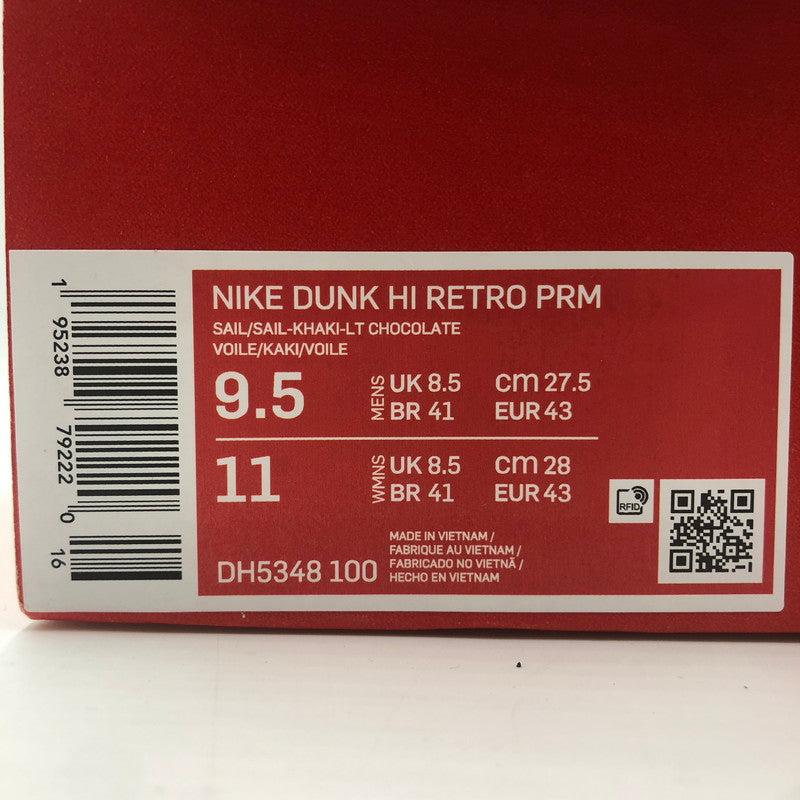 1 95238 79222 0 16
NIKE DUNK HI RETRO PRM
SAIL/SAIL-KHAKI-LT CHOCOLATE
VOILE/KAKI/VOILE
9.5 MENS UK 8.5 CM 27.5
BR 41 EUR 43
11 WMNS UK 8.5 CM 28
BR 41 EUR 43
RFID
DH5348 100
MADE IN VIETNAM /
FABRIQUE AU VIETNAM /
FABRICADO NO VIETNÃ /
HECHO EN VIETNAM